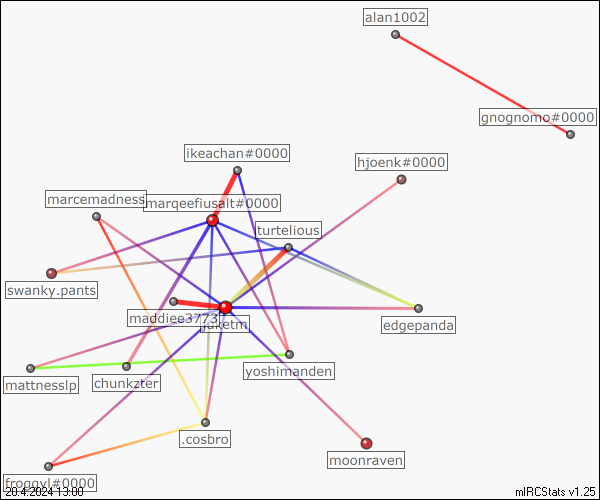 alan1002
gnognomo#0000
ikeachan#0000
hjoenk#0000
marcemadness
marqeefiusalt#0000
turtelious
swanky.pants
maddiee3773
juketm
edgepanda
yoshimanden
mattnesslp
chunkzter
.cosbro
moonraven
froggyl#0000
20.4.2024 13:00
mIRCStats v1.25